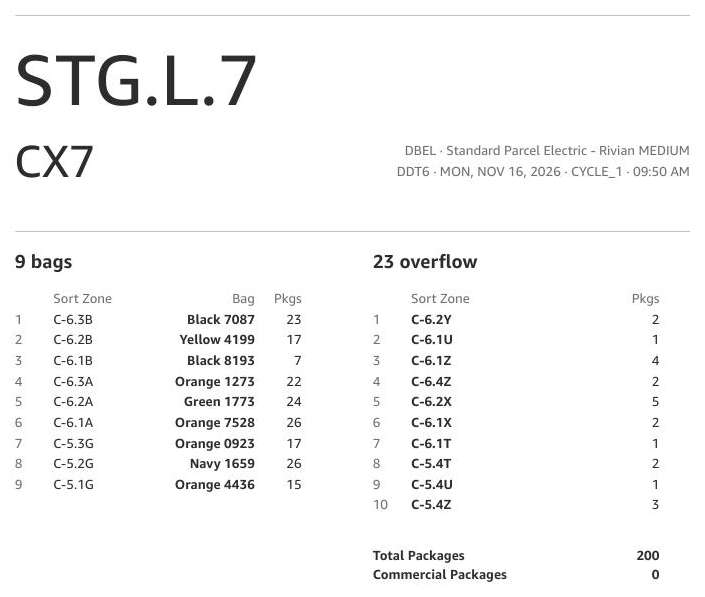 STG.L.7
CX7
DBEL · Standard Parcel Electric - Rivian MEDIUM
DDT6 · MON, NOV 16, 2026 · CYCLE_1 · 09:50 AM
9 bags
Sort Zone Bag Pkgs
1 C-6.3B Black 7087 23
2 C-6.2B Yellow 4199 17
3 C-6.1B Black 8193 7
4 C-6.3A Orange 1273 22
5 C-6.2A Green 1773 24
6 C-6.1A Orange 7528 26
7 C-5.3G Orange 0923 17
8 C-5.2G Navy 1659 26
9 C-5.1G Orange 4436 15
23 overflow
Sort Zone Pkgs
1 C-6.2Y 2
2 C-6.1U 1
3 C-6.1Z 4
4 C-6.4Z 2
5 C-6.2X 5
6 C-6.1X 2
7 C-6.1T 1
8 C-5.4T 2
9 C-5.4U 1
10 C-5.4Z 3
Total Packages 200
Commercial Packages 0